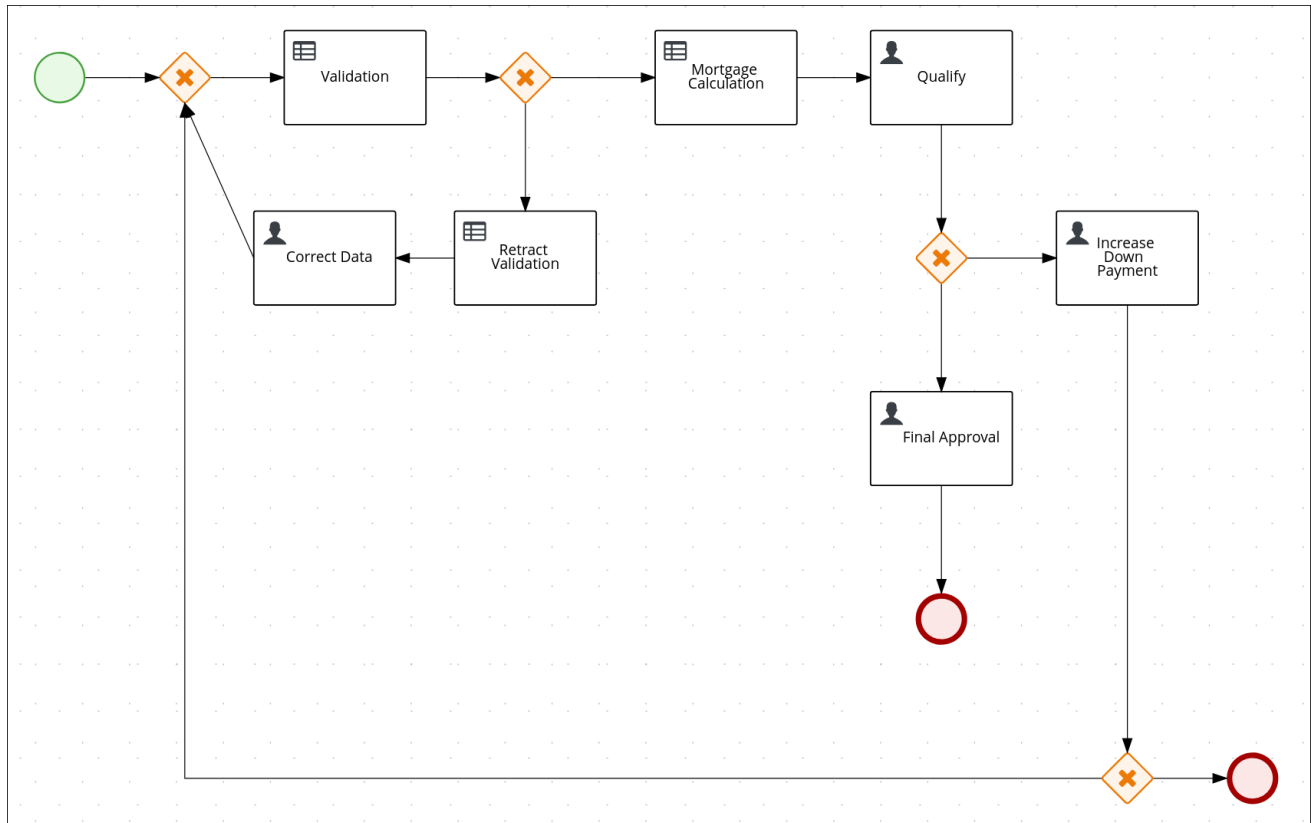 Validation
Mortgage
Calculation
Qualify
Correct Data
Retract
Validation
Increase
Down
Payment
Final Approval